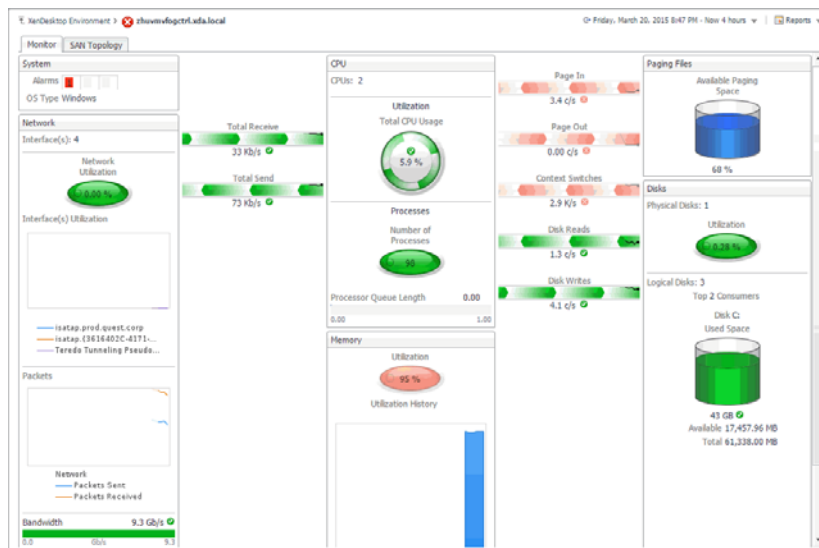 XenDesktop Environment > zhuvmvfogctrl.xda.local
Friday, March 20, 2015 8:47 PM - Now 4 hours
Reports
Monitor
SAN Topology
System
Alarms
OS Type Windows
Network
Interface(s): 4
Network
Utilization
0.00 %
Interface(s) Utilization
isatap.prod.quest.corp
isatap.{3616402C-4171-...
Teredo Tunneling Pseudo...
Packets
Network
Packets Sent
Packets Received
Bandwidth 9.3 Gb/s
0.0 Gb/s 9.3
Total Receive
33 Kb/s
Total Send
73 Kb/s
CPU
CPUs: 2
Utilization
Total CPU Usage
5.9 %
Processes
Number of
Processes
90
Processor Queue Length 0.00
0.00 1.00
Memory
Utilization
95 %
Utilization History
Page In
3.4 c/s
Page Out
0.00 c/s
Context Switches
2.9 K/s
Disk Reads
1.3 c/s
Disk Writes
4.1 c/s
Paging Files
Available Paging
Space
68 %
Disks
Physical Disks: 1
Utilization
0.28 %
Logical Disks: 3
Top 2 Consumers
Disk C:
Used Space
43 GB
Available 17,457.96 MB
Total 61,338.00 MB